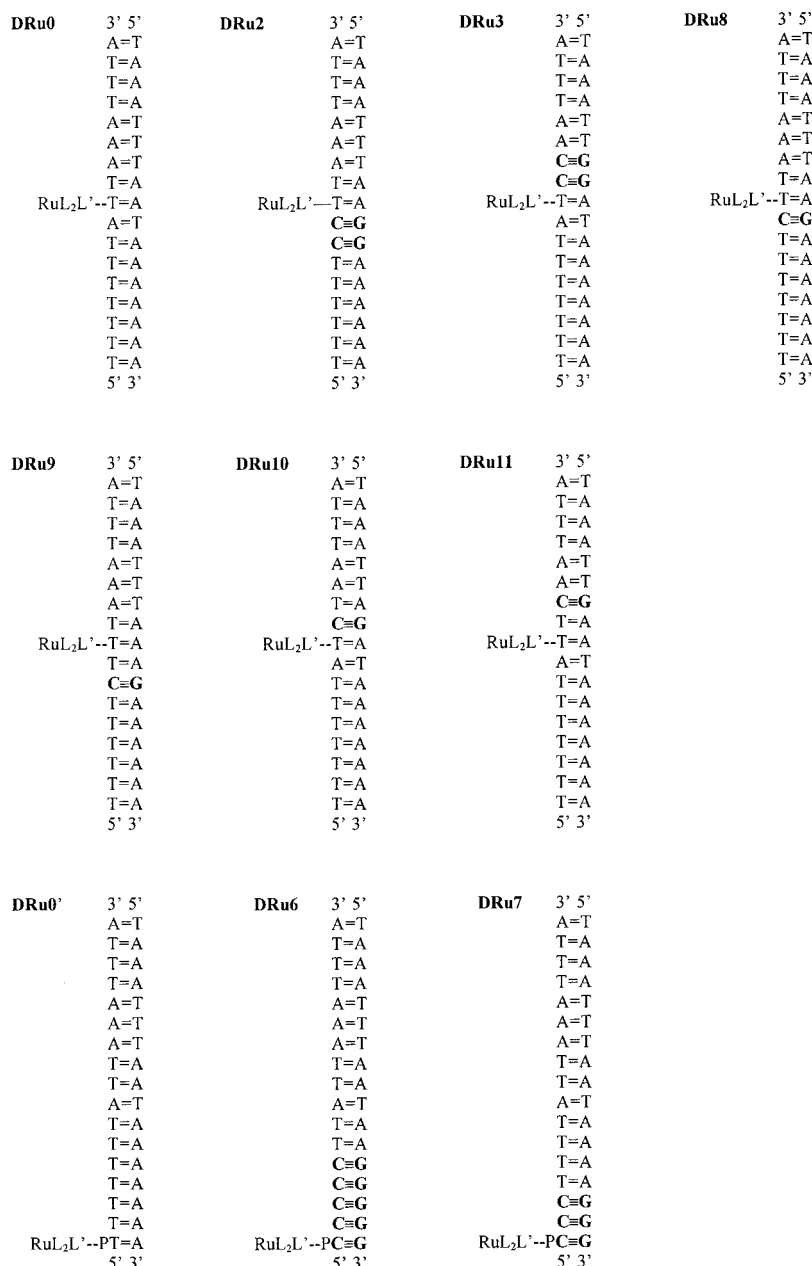 DRu0 3' 5'
A=T
T=A
T=A
T=A
A=T
A=T
A=T
T=A
RuL₂L'--T=A
A=T
T=A
T=A
T=A
T=A
T=A
T=A
T=A
5' 3'
DRu2 3' 5'
A=T
T=A
T=A
T=A
A=T
A=T
A=T
T=A
RuL₂L'—T=A
C≡G
C≡G
T=A
T=A
T=A
T=A
T=A
T=A
5' 3'
DRu3 3' 5'
A=T
T=A
T=A
T=A
A=T
A=T
C≡G
C≡G
RuL₂L'--T=A
A=T
T=A
T=A
T=A
T=A
T=A
T=A
T=A
5' 3'
DRu8 3' 5'
A=T
T=A
T=A
T=A
A=T
A=T
A=T
T=A
RuL₂L'--T=A
C≡G
T=A
T=A
T=A
T=A
T=A
T=A
T=A
5' 3'
DRu9 3' 5'
A=T
T=A
T=A
T=A
A=T
A=T
A=T
T=A
RuL₂L'--T=A
T=A
C≡G
T=A
T=A
T=A
T=A
T=A
T=A
5' 3'
DRu10 3' 5'
A=T
T=A
T=A
T=A
A=T
A=T
T=A
C≡G
RuL₂L'--T=A
A=T
T=A
T=A
T=A
T=A
T=A
T=A
T=A
5' 3'
DRu11 3' 5'
A=T
T=A
T=A
T=A
A=T
A=T
C≡G
T=A
RuL₂L'--T=A
A=T
T=A
T=A
T=A
T=A
T=A
T=A
T=A
5' 3'
DRu0' 3' 5'
A=T
T=A
T=A
T=A
A=T
A=T
A=T
T=A
T=A
A=T
T=A
T=A
T=A
T=A
T=A
T=A
RuL₂L'--PT=A
5' 3'
DRu6 3' 5'
A=T
T=A
T=A
T=A
A=T
A=T
A=T
T=A
T=A
A=T
T=A
T=A
C≡G
C≡G
C≡G
C≡G
RuL₂L'--PC≡G
5' 3'
DRu7 3' 5'
A=T
T=A
T=A
T=A
A=T
A=T
A=T
T=A
T=A
A=T
T=A
T=A
T=A
T=A
C≡G
C≡G
RuL₂L'--PC≡G
5' 3'